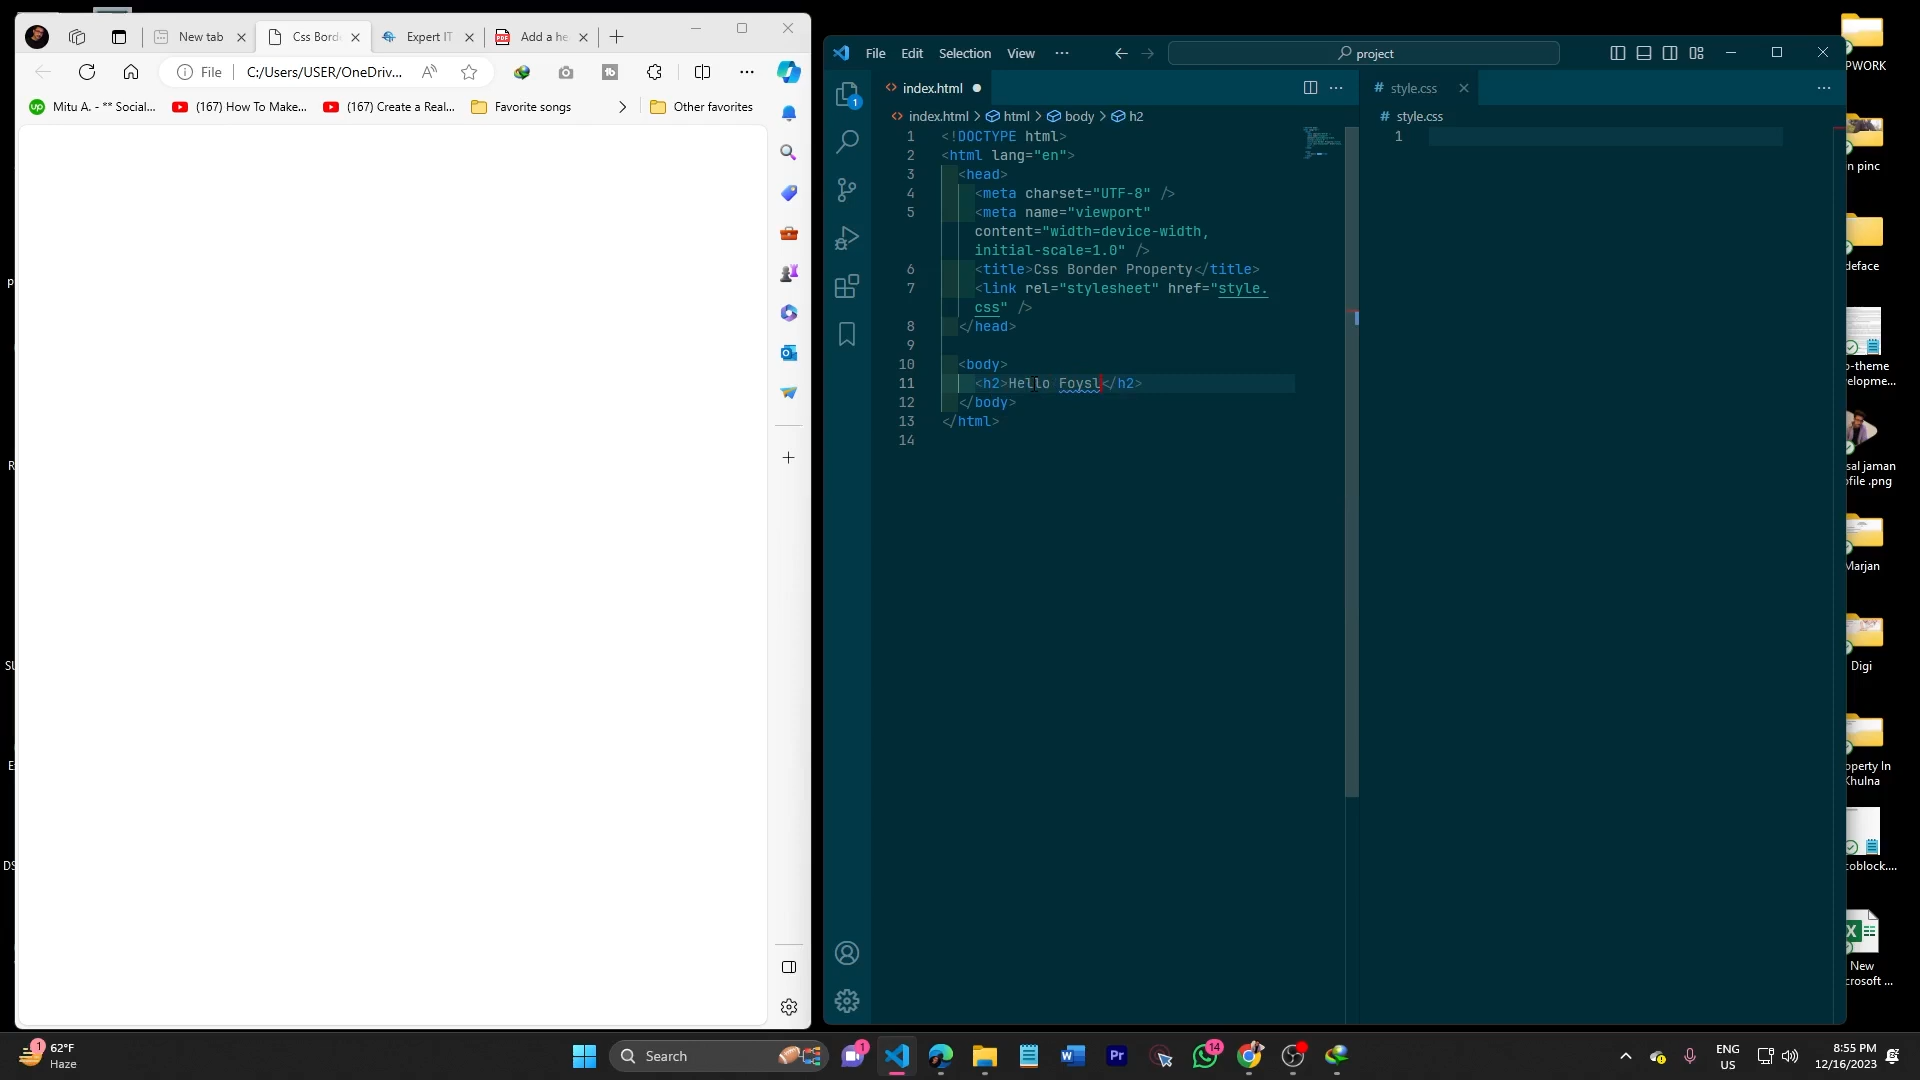 New tab
Css Bord
Expert IT
Add a he
File
C:/Users/USER/OneDriv...
Mitu A. - ** Social...
(167) How To Make...
(167) Create a Real...
Favorite songs
Other favorites
File Edit Selection View
project
index.html
style.css
index.html > html > body > h2
style.css
1 <!DOCTYPE html>
2 <html lang="en">
3 <head>
4 <meta charset="UTF-8" />
5 <meta name="viewport"
content="width=device-width,
initial-scale=1.0" />
6 <title>Css Border Property</title>
7 <link rel="stylesheet" href="style.
css" />
8 </head>
9
10 <body>
11 <h2>Hello Foysl</h2>
12 </body>
13 </html>
14
1
PWORK
n pinc
deface
o-theme
elopme...
sal jaman
ofile .png
Marjan
Digi
operty In
Khulna
coblock....
New
crosoft ...
62°F
Haze
Search
Pr
14
ENG
US
8:55 PM
12/16/2023